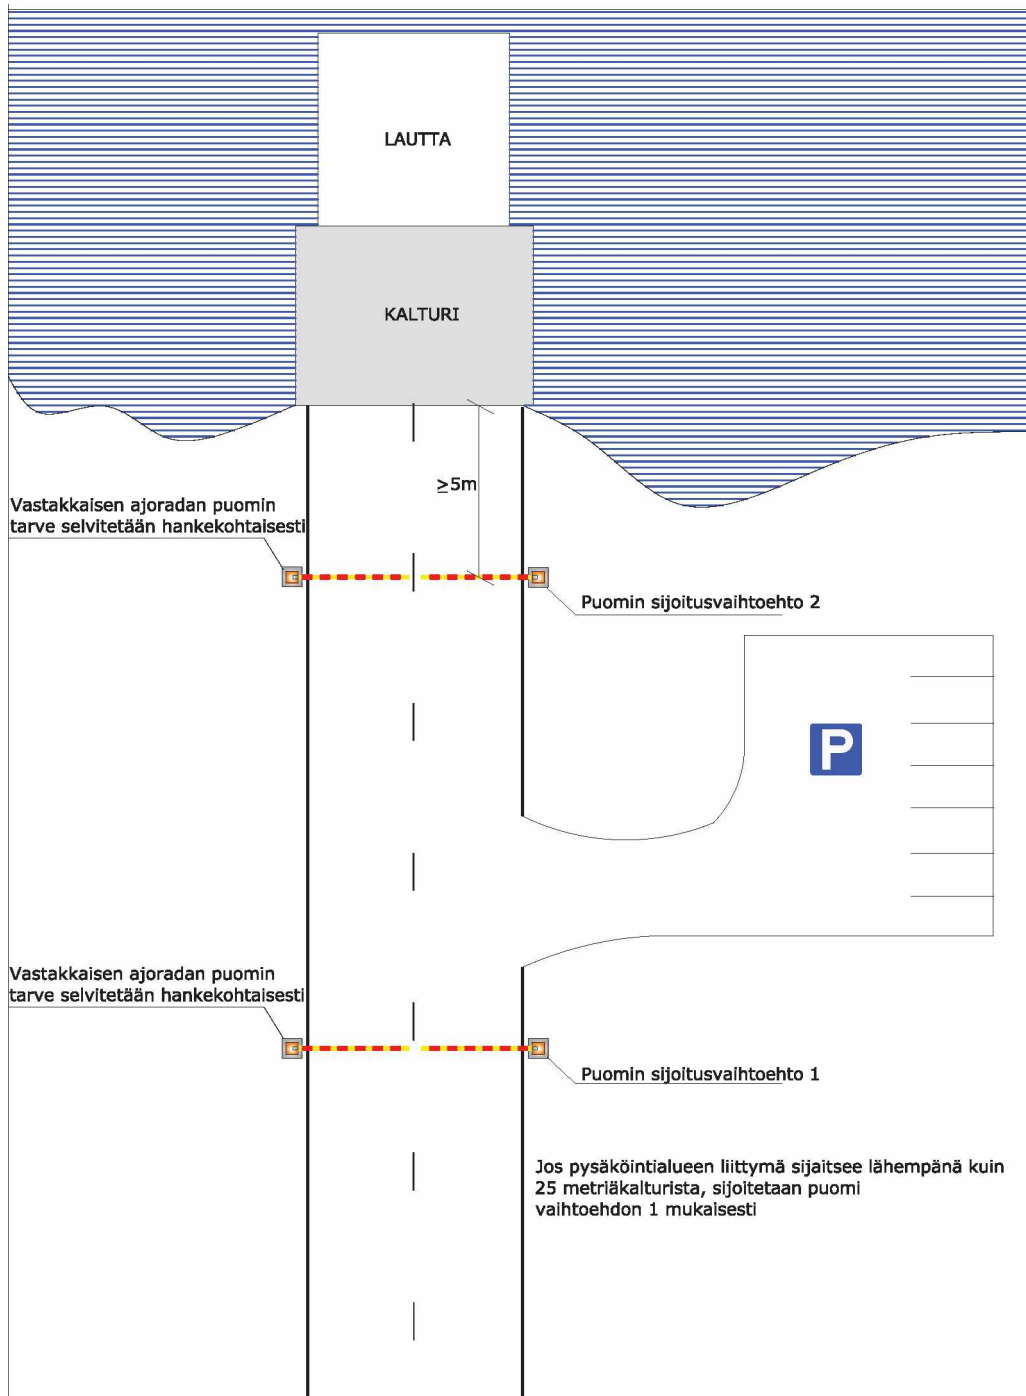 LAUTTA
KALTURI
≥5m
Vastakkaisen ajoradan puomin
tarve selvitetään hankekohtaisesti
Puomin sijoitusvaihtoehto 2
P
Vastakkaisen ajoradan puomin
tarve selvitetään hankekohtaisesti
Puomin sijoitusvaihtoehto 1
Jos pysäköintialueen liittymä sijaitsee lähempänä kuin
25 metriäkalturista, sijoitetaan puomi
vaihtoehdon 1 mukaisesti